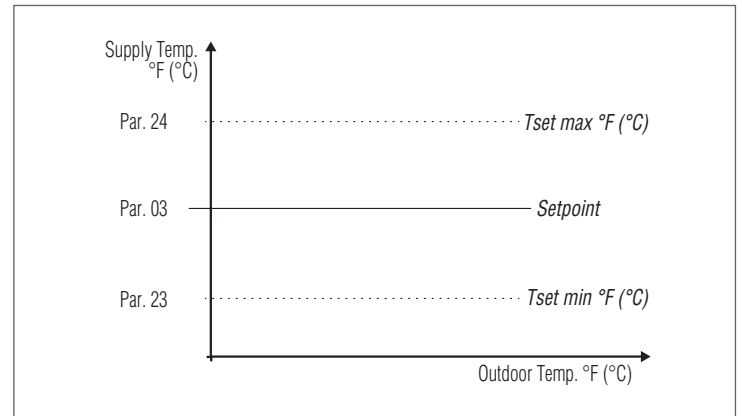 Supply Temp.
°F (°C)
Par. 24
Tset max °F (°C)
Par. 03
Setpoint
Par. 23
Tset min °F (°C)
Outdoor Temp. °F (°C)